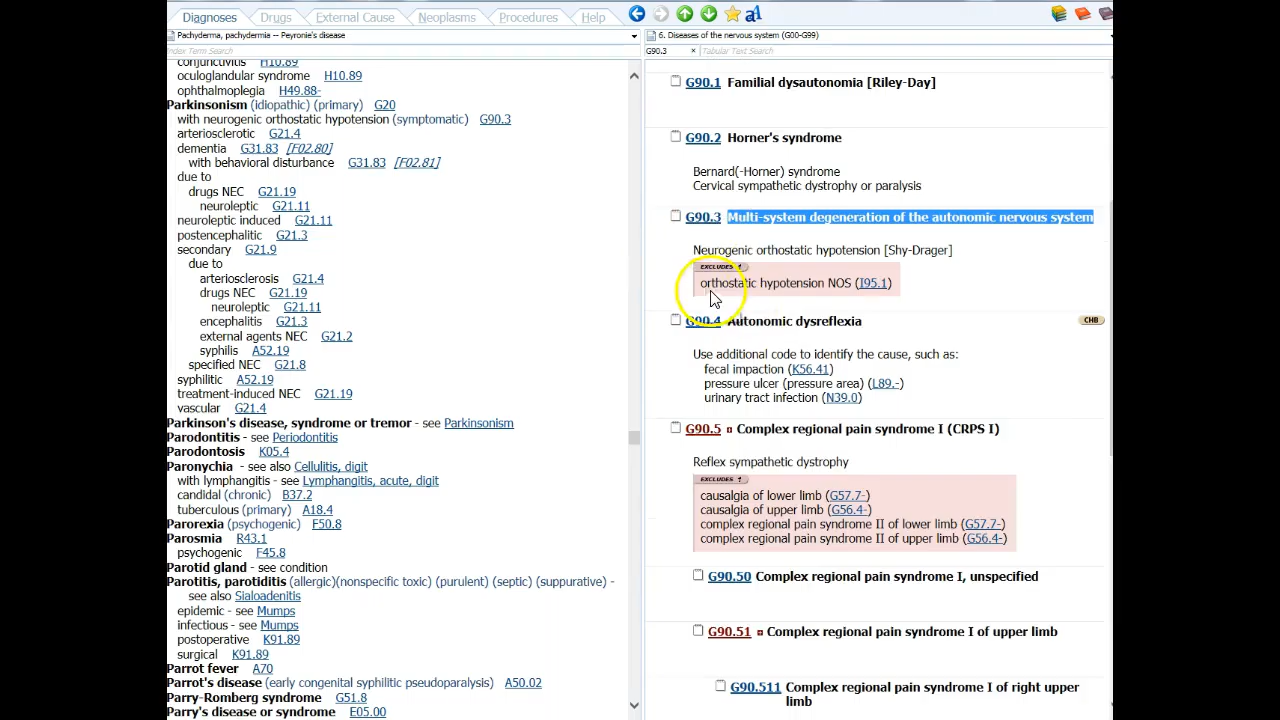 Diagnoses Drugs External Cause Neoplasms Procedures Help
Pachyderma, pachydermia -- Peyronie's disease
Index Term Search
conjunctivitis H10.89
oculoglandular syndrome H10.89
ophthalmoplegia H49.88-
Parkinsonism (idiopathic) (primary) G20
with neurogenic orthostatic hypotension (symptomatic) G90.3
arteriosclerotic G21.4
dementia G31.83 [F02.80]
with behavioral disturbance G31.83 [F02.81]
due to
drugs NEC G21.19
neuroleptic G21.11
neuroleptic induced G21.11
postencephalitic G21.3
secondary G21.9
due to
arteriosclerosis G21.4
drugs NEC G21.19
neuroleptic G21.11
encephalitis G21.3
external agents NEC G21.2
syphilis A52.19
specified NEC G21.8
syphilitic A52.19
treatment-induced NEC G21.19
vascular G21.4
Parkinson's disease, syndrome or tremor - see Parkinsonism
Parodontitis - see Periodontitis
Parodontosis K05.4
Paronychia - see also Cellulitis, digit
with lymphangitis - see Lymphangitis, acute, digit
candidal (chronic) B37.2
tuberculous (primary) A18.4
Parorexia (psychogenic) F50.8
Parosmia R43.1
psychogenic F45.8
Parotid gland - see condition
Parotitis, parotiditis (allergic)(nonspecific toxic) (purulent) (septic) (suppurative) -
see also Sialoadenitis
epidemic - see Mumps
infectious - see Mumps
postoperative K91.89
surgical K91.89
Parrot fever A70
Parrot's disease (early congenital syphilitic pseudoparalysis) A50.02
Parry-Romberg syndrome G51.8
Parry's disease or syndrome E05.00
6. Diseases of the nervous system (G00-G99)
G90.3 × Tabular Text Search
G90.1 Familial dysautonomia [Riley-Day]
G90.2 Horner's syndrome
Bernard(-Horner) syndrome
Cervical sympathetic dystrophy or paralysis
G90.3 Multi-system degeneration of the autonomic nervous system
Neurogenic orthostatic hypotension [Shy-Drager]
EXCLUDES 1
orthostatic hypotension NOS (I95.1)
G90.4 Autonomic dysreflexia CHB
Use additional code to identify the cause, such as:
fecal impaction (K56.41)
pressure ulcer (pressure area) (L89.-)
urinary tract infection (N39.0)
G90.5 Complex regional pain syndrome I (CRPS I)
Reflex sympathetic dystrophy
EXCLUDES 1
causalgia of lower limb (G57.7-)
causalgia of upper limb (G56.4-)
complex regional pain syndrome II of lower limb (G57.7-)
complex regional pain syndrome II of upper limb (G56.4-)
G90.50 Complex regional pain syndrome I, unspecified
G90.51 Complex regional pain syndrome I of upper limb
G90.511 Complex regional pain syndrome I of right upper
limb